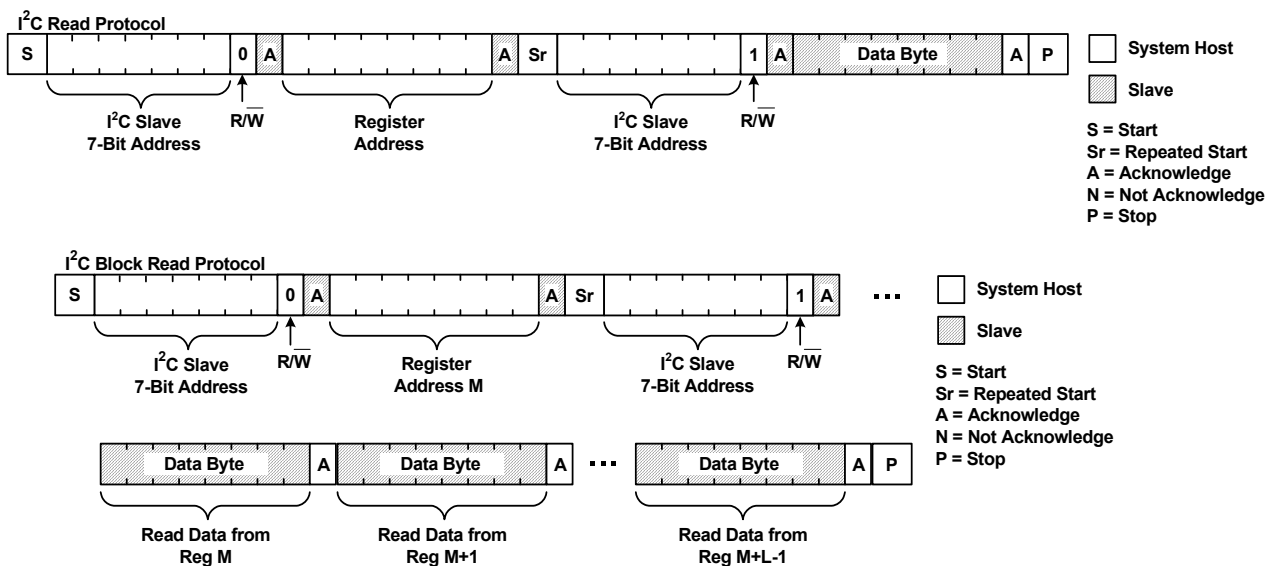 I²C Read Protocol
S 0 A A Sr 1 A Data Byte A P
I²C Slave
7-Bit Address
R/W̅
Register
Address
I²C Slave
7-Bit Address
R/W̅
System Host
Slave
S = Start
Sr = Repeated Start
A = Acknowledge
N = Not Acknowledge
P = Stop
I²C Block Read Protocol
S 0 A A Sr 1 A ...
I²C Slave
7-Bit Address
R/W̅
Register
Address M
I²C Slave
7-Bit Address
R/W̅
Data Byte A Data Byte A ... Data Byte A P
Read Data from
Reg M
Read Data from
Reg M+1
Read Data from
Reg M+L-1
System Host
Slave
S = Start
Sr = Repeated Start
A = Acknowledge
N = Not Acknowledge
P = Stop